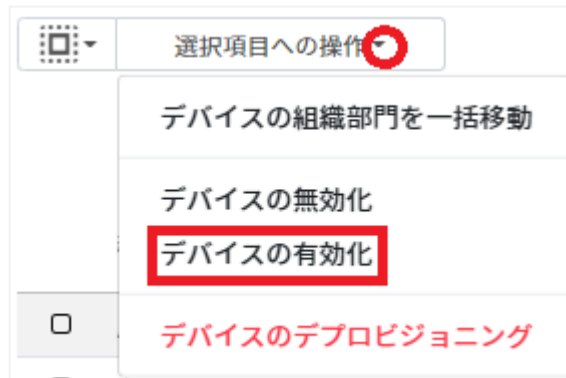 選択項目への操作
デバイスの組織部門を一括移動
デバイスの無効化
デバイスの有効化
デバイスのデプロビジョニング